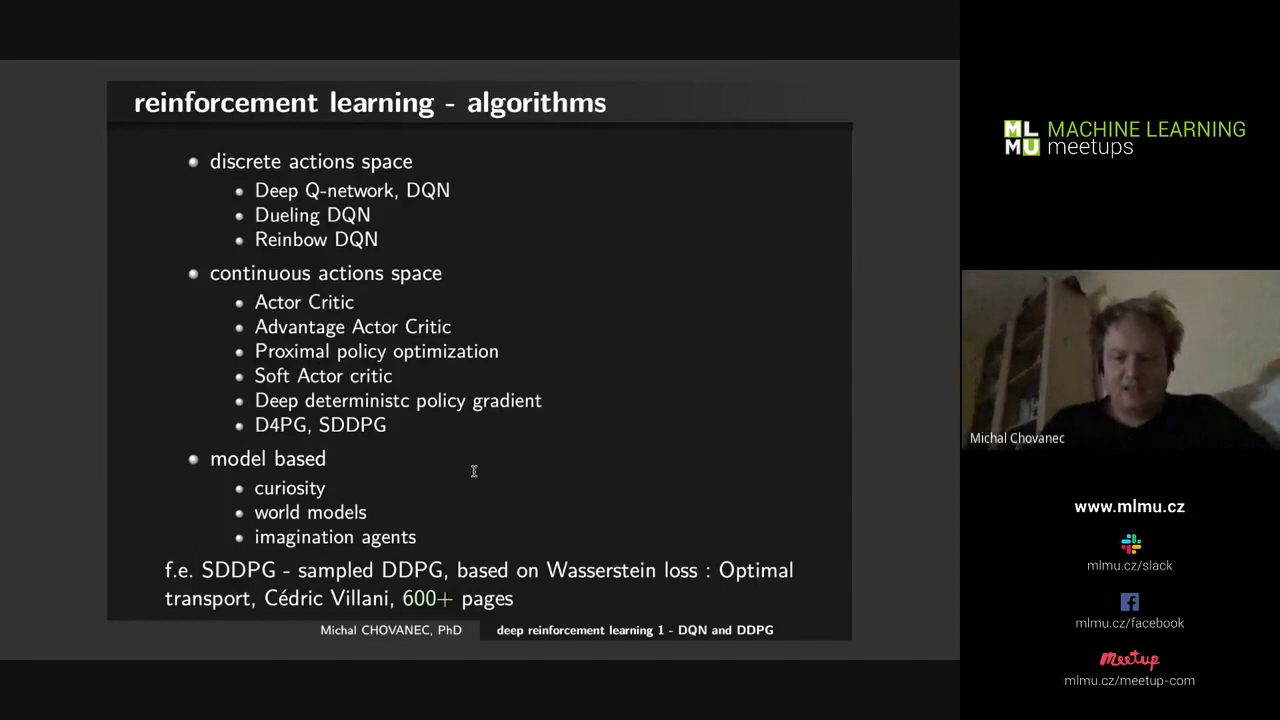 reinforcement learning - algorithms
discrete actions space
Deep Q-network, DQN
Dueling DQN
Reinbow DQN
continuous actions space
Actor Critic
Advantage Actor Critic
Proximal policy optimization
Soft Actor critic
Deep deterministc policy gradient
D4PG, SDDPG
model based
curiosity
world models
imagination agents
f.e. SDDPG - sampled DDPG, based on Wasserstein loss : Optimal
transport, Cédric Villani, 600+ pages
Michal CHOVANEC, PhD
deep reinforcement learning 1 - DQN and DDPG
ML
MU
MACHINE LEARNING
meetups
Michal Chovanec
www.mlmu.cz
mlmu.cz/slack
mlmu.cz/facebook
Meetup
mlmu.cz/meetup-com